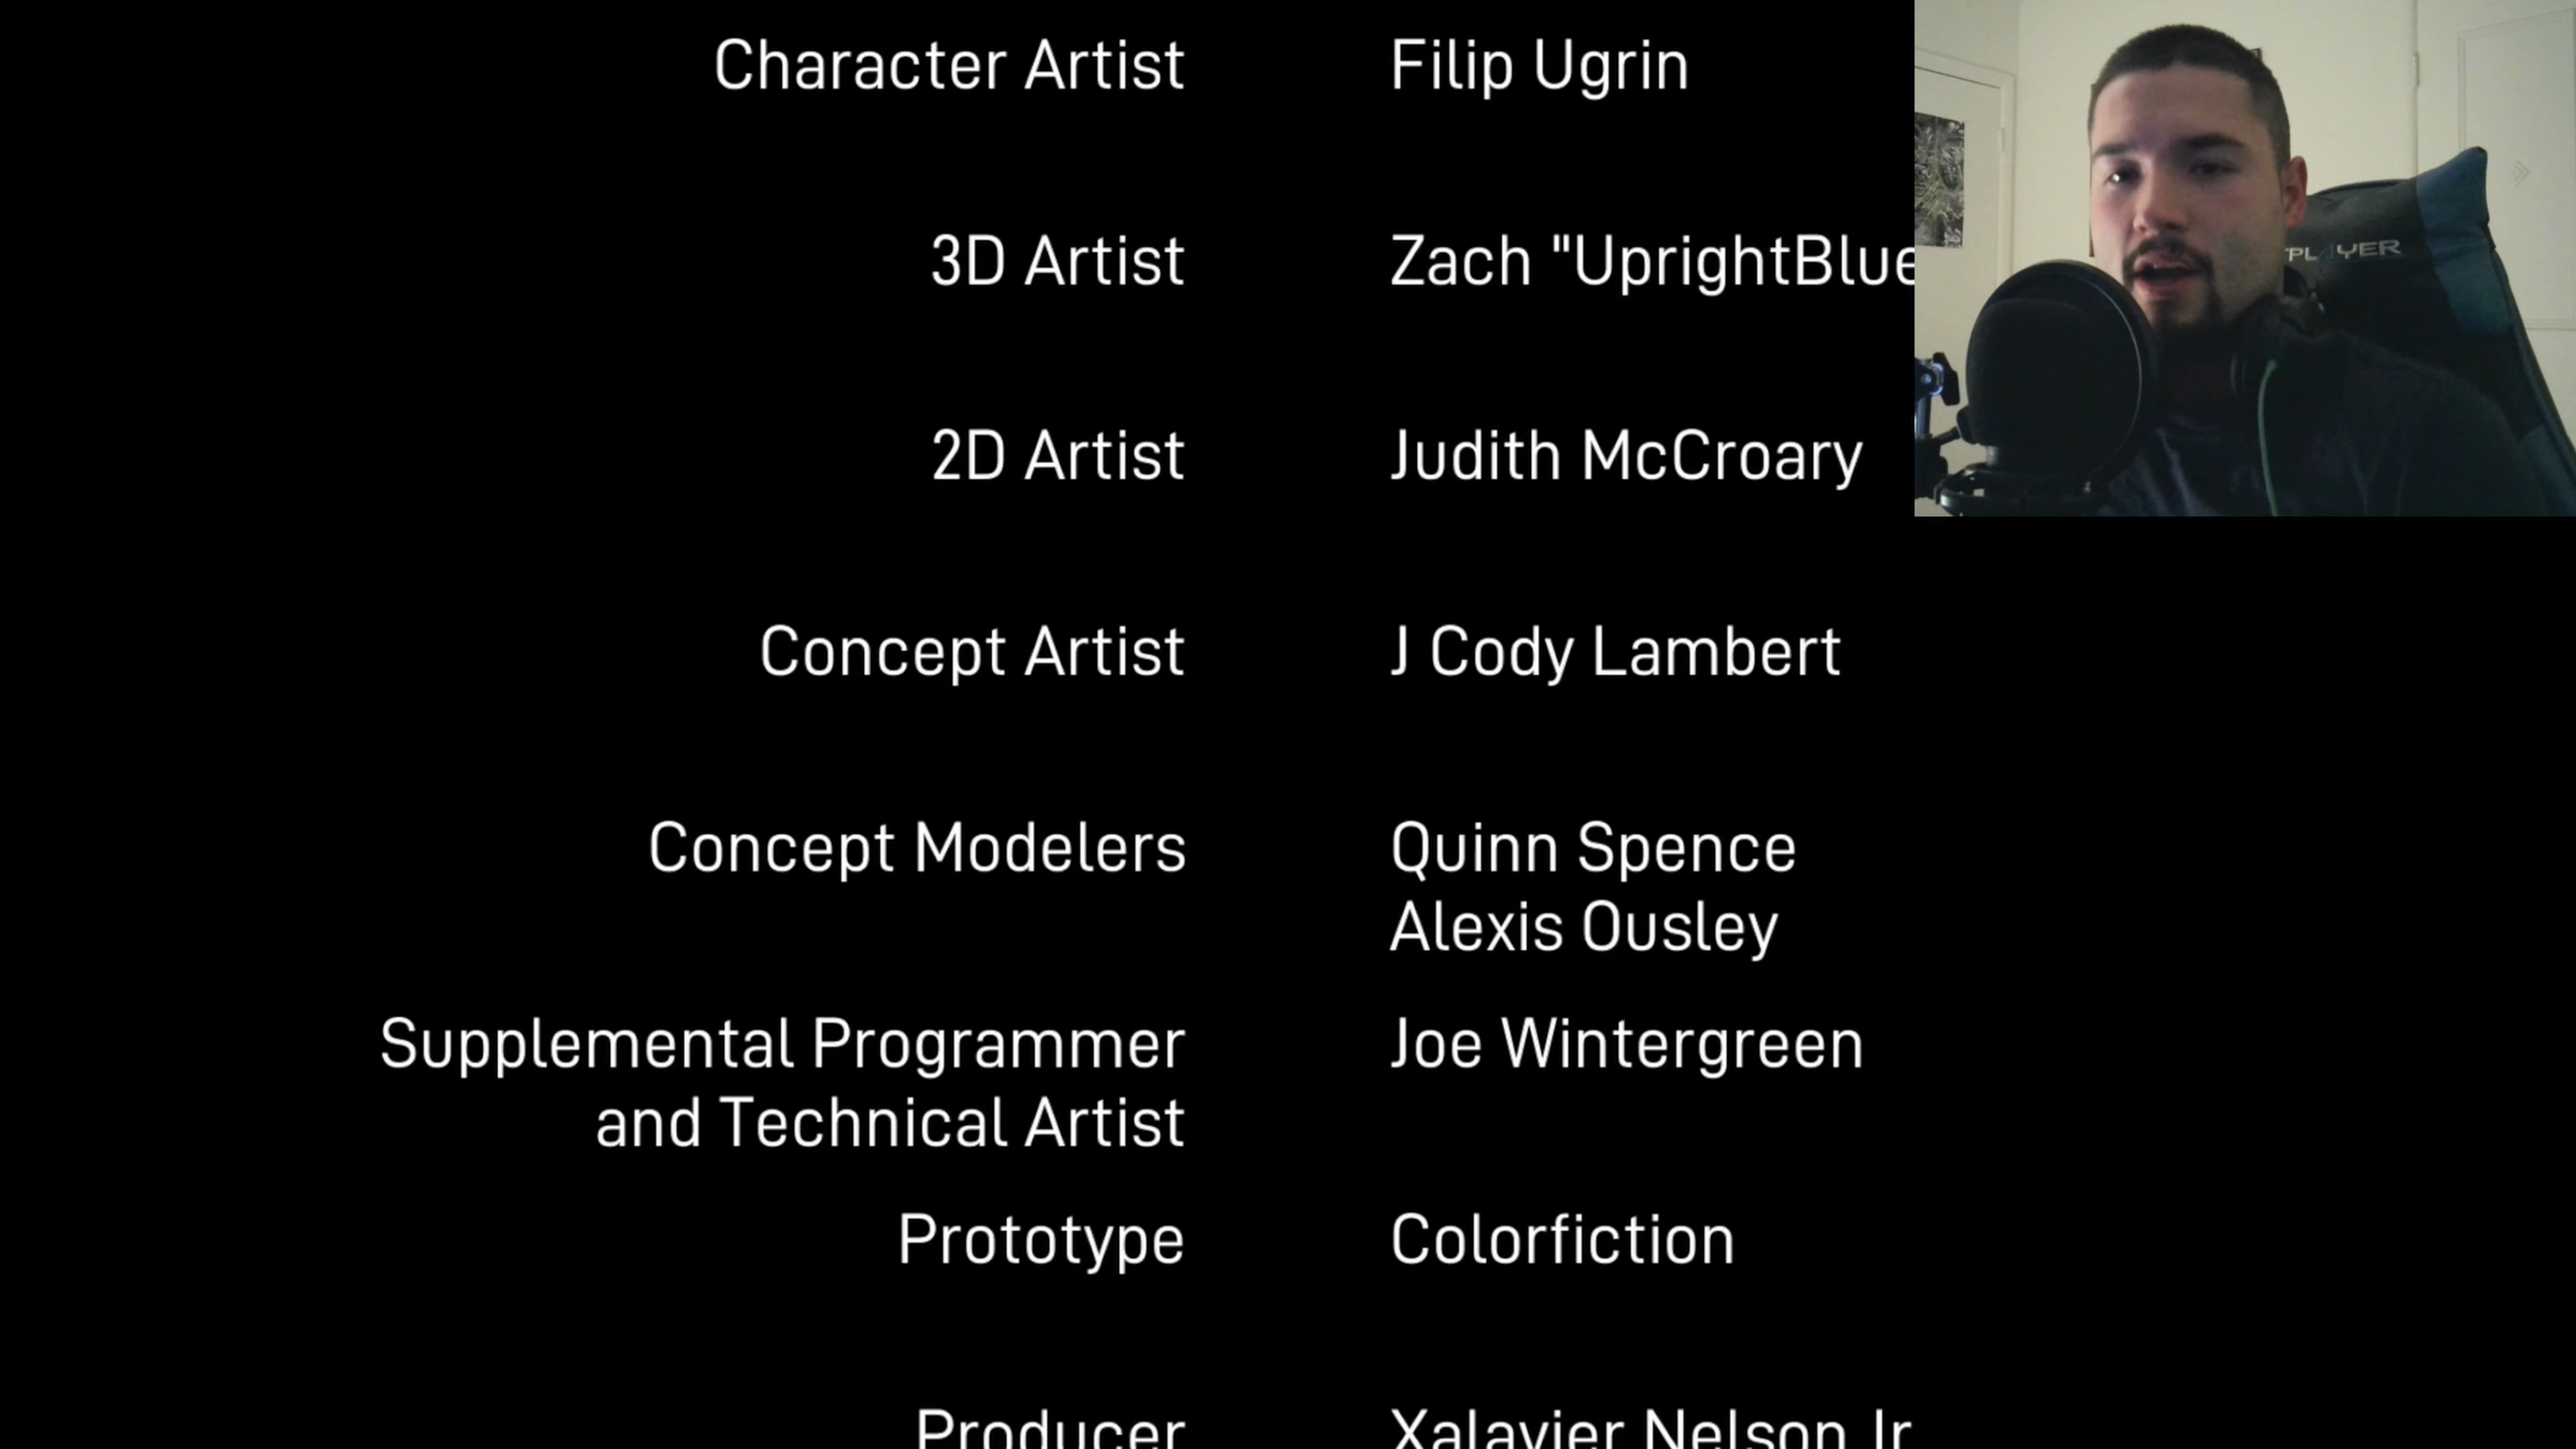 Character Artist Filip Ugrin
3D Artist Zach "UprightBlue
2D Artist Judith McCroary
Concept Artist J Cody Lambert
Concept Modelers Quinn Spence
Alexis Ousley
Supplemental Programmer Joe Wintergreen
and Technical Artist
Prototype Colorfiction
Producer Xalavier Nelson Jr